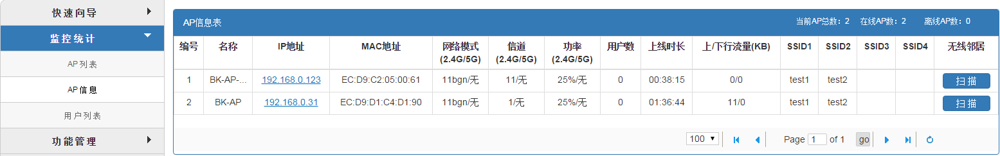 快速向导
监控统计
AP列表
AP信息
用户列表
功能管理
AP信息表 当前AP总数：2 在线AP数：2 离线AP数：0
编号 名称 IP地址 MAC地址 网络模式 (2.4G/5G) 信道 (2.4G/5G) 功率 (2.4G/5G) 用户数 上线时长 上/下行流量(KB) SSID1 SSID2 SSID3 SSID4 无线邻居
1 BK-AP-... 192.168.0.123 EC:D9:C2:05:00:61 11bgn/无 11/无 25%/无 0 00:38:15 0/0 test1 test2 扫描
2 BK-AP 192.168.0.31 EC:D9:D1:C4:D1:90 11bgn/无 1/无 25%/无 0 01:36:44 11/0 test1 test2 扫描
100 Page 1 of 1 go